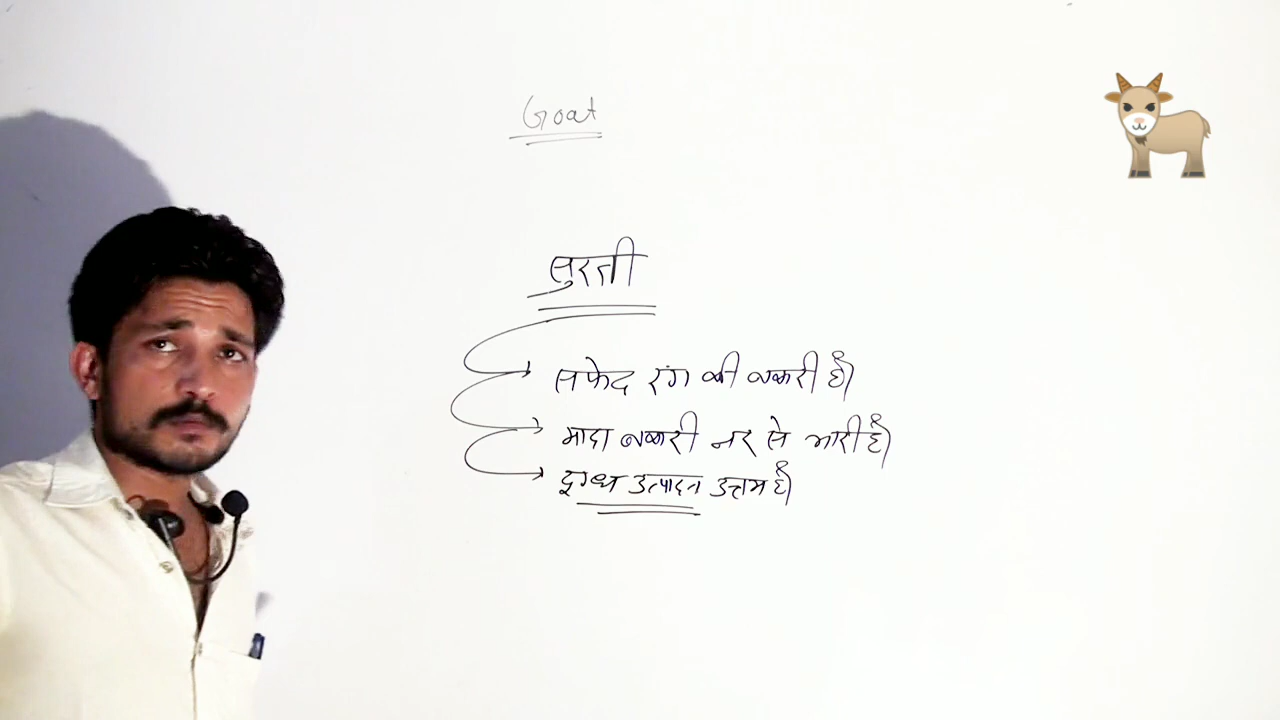 Goat
सुरती
सफेद रंग की बकरी है।
मादा बकरी नर से भारी है।
दुग्ध उत्पादन उत्तम है।